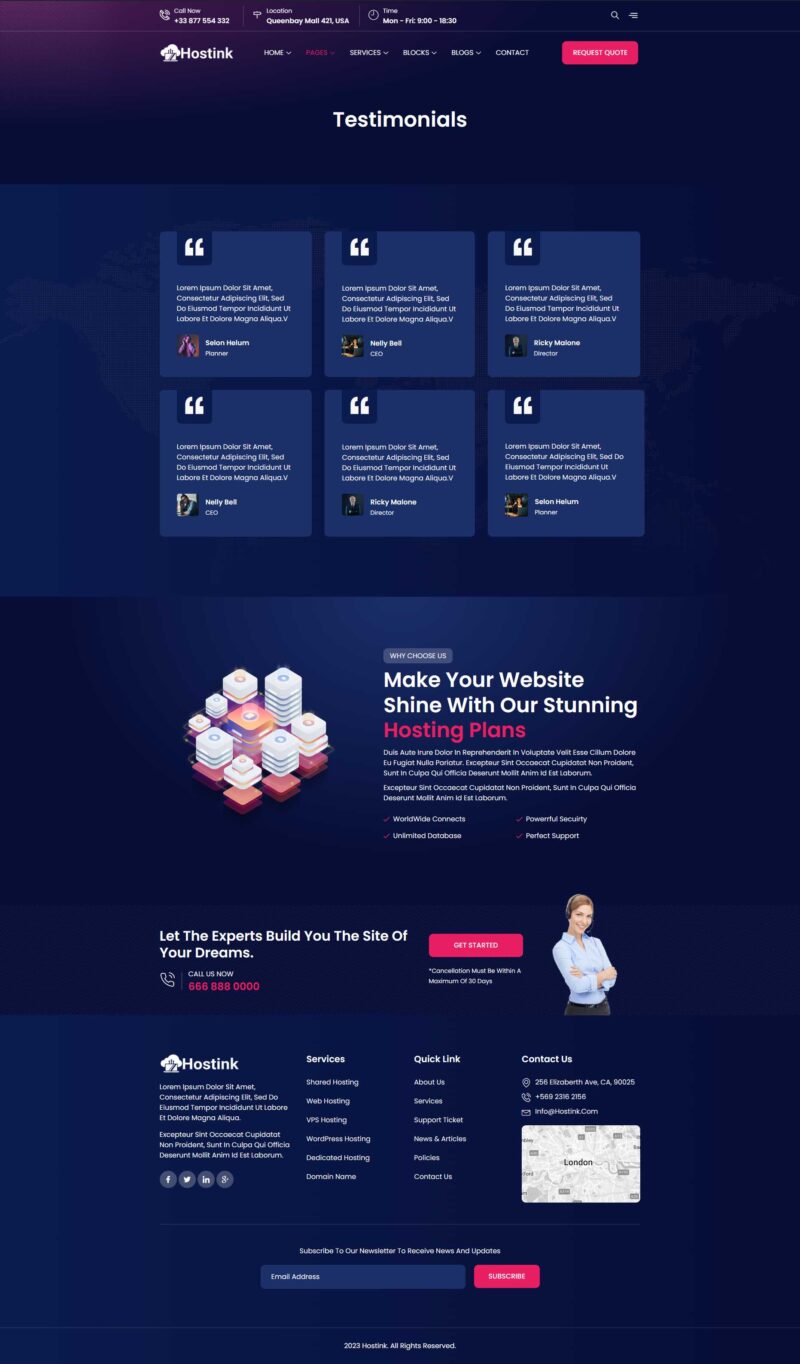 Call Now
+33 877 554 332
Location
Queenbay Mall 421, USA
Time
Mon - Fri: 9:00 - 18:30
Hostink
HOME
PAGES
SERVICES
BLOCKS
BLOGS
CONTACT
REQUEST QUOTE
Testimonials
Lorem Ipsum Dolor Sit Amet,
Consectetur Adipiscing Elit, Sed
Do Eiusmod Tempor Incididunt Ut
Labore Et Dolore Magna Aliqua.V
Selon Helum
Planner
Lorem Ipsum Dolor Sit Amet,
Consectetur Adipiscing Elit, Sed
Do Eiusmod Tempor Incididunt Ut
Labore Et Dolore Magna Aliqua.V
Nelly Bell
CEO
Lorem Ipsum Dolor Sit Amet,
Consectetur Adipiscing Elit, Sed
Do Eiusmod Tempor Incididunt Ut
Labore Et Dolore Magna Aliqua.V
Ricky Malone
Director
Lorem Ipsum Dolor Sit Amet,
Consectetur Adipiscing Elit, Sed
Do Eiusmod Tempor Incididunt Ut
Labore Et Dolore Magna Aliqua.V
Nelly Bell
CEO
Lorem Ipsum Dolor Sit Amet,
Consectetur Adipiscing Elit, Sed
Do Eiusmod Tempor Incididunt Ut
Labore Et Dolore Magna Aliqua.V
Ricky Malone
Director
Lorem Ipsum Dolor Sit Amet,
Consectetur Adipiscing Elit, Sed Do
Eiusmod Tempor Incididunt Ut
Labore Et Dolore Magna Aliqua.V
Selon Helum
Planner
WHY CHOOSE US
Make Your Website
Shine With Our Stunning
Hosting Plans
Duis Aute Irure Dolor In Reprehenderit In Voluptate Velit Esse Cillum Dolore
Eu Fugiat Nulla Pariatur. Excepteur Sint Occaecat Cupidatat Non Proident,
Sunt In Culpa Qui Officia Deserunt Mollit Anim Id Est Laborum.
Excepteur Sint Occaecat Cupidatat Non Proident, Sunt In Culpa Qui Officia
Deserunt Mollit Anim Id Est Laborum.
WorldWide Connects
Powerrful Secuirty
Unlimited Database
Perfect Support
Let The Experts Build You The Site Of
Your Dreams.
CALL US NOW
666 888 0000
GET STARTED
*Cancellation Must Be Within A
Maximum Of 30 Days
Hostink
Lorem Ipsum Dolor Sit Amet,
Consectetur Adipiscing Elit, Sed
Do Eiusmod Tempor Incididunt Ut Labore
Et Dolore Magna Aliqua.
Excepteur Sint Occaecat Cupidatat
Non Proident, Sunt In Culpa Qui Officia
Deserunt Mollit Anim Id Est Laborum.
Services
Shared Hosting
Web Hosting
VPS Hosting
WordPress Hosting
Dedicated Hosting
Domain Name
Quick Link
About Us
Services
Support Ticket
News & Articles
Policies
Contact Us
Contact Us
256 Elizaberth Ave, CA, 90025
+569 2316 2156
Info@Hostink.Com
London
Subscribe To Our Newsletter To Receive News And Updates
Email Address
SUBSCRIBE
2023 Hostink. All Rights Reserved.